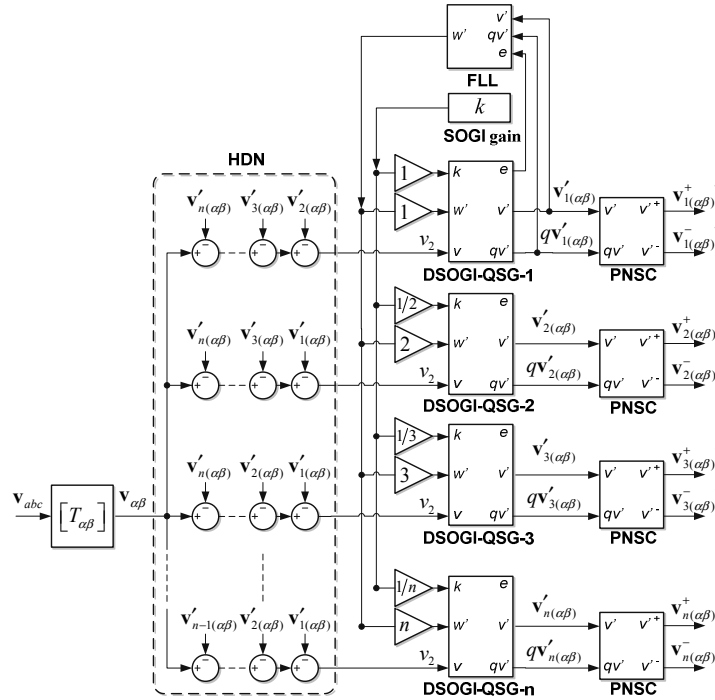 v'
w' qv'
e
FLL
k
SOGI gain
HDN
v′n(αβ) v′3(αβ) v′2(αβ)
1 k e
1 w' v' v′1(αβ) v' v'+ v+1(αβ)
v2 v qv' qv′1(αβ) qv' v'- v−1(αβ)
DSOGI-QSG-1 PNSC
v′n(αβ) v′3(αβ) v′1(αβ)
1/2 k e
2 w' v' v′2(αβ) v' v'+ v+2(αβ)
v2 v qv' qv′2(αβ) qv' v'- v−2(αβ)
DSOGI-QSG-2 PNSC
v′n(αβ) v′2(αβ) v′1(αβ)
1/3 k e
3 w' v' v′3(αβ) v' v'+ v+3(αβ)
vabc [Tαβ] vαβ v2 v qv' qv′3(αβ) qv' v'- v−3(αβ)
DSOGI-QSG-3 PNSC
v′n−1(αβ) v′2(αβ) v′1(αβ)
1/n k e
n w' v' v′n(αβ) v' v'+ v+n(αβ)
v2 v qv' qv′n(αβ) qv' v'- v−n(αβ)
DSOGI-QSG-n PNSC